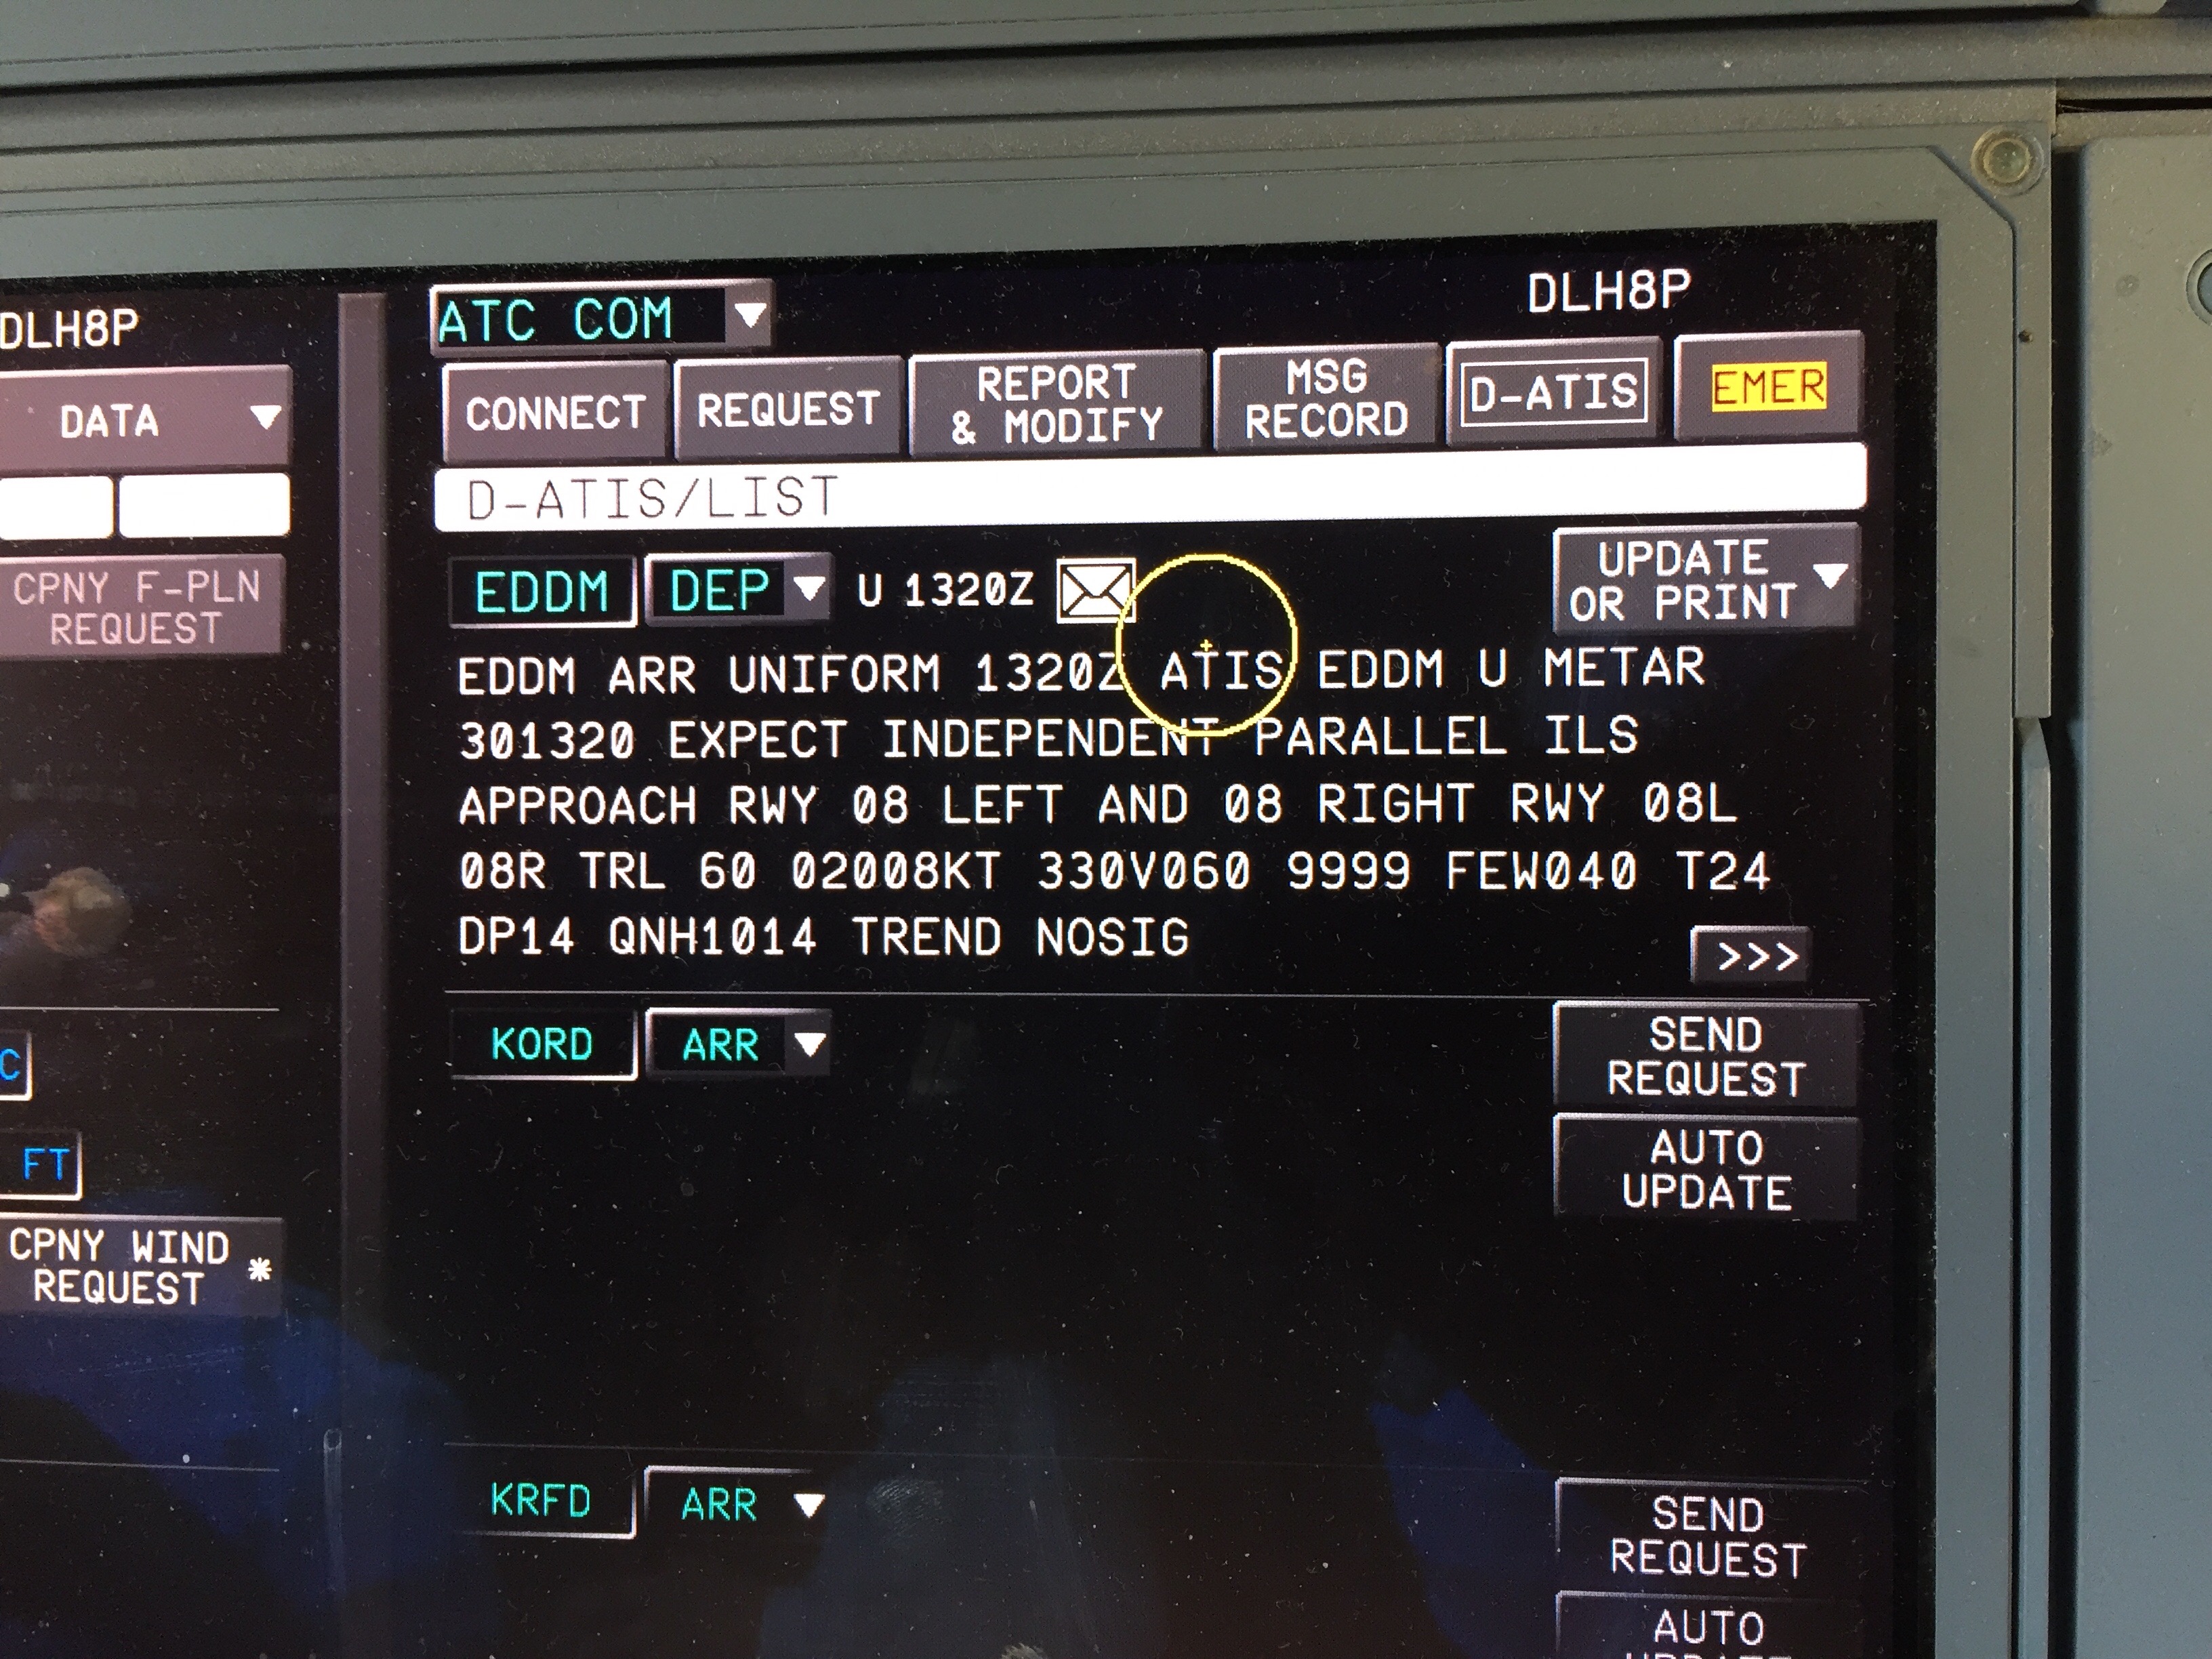 DLH8P
DATA
CPNY F-PLN
REQUEST
C
FT
CPNY WIND
REQUEST *
ATC COM
DLH8P
CONNECT
REQUEST
REPORT
& MODIFY
MSG
RECORD
D-ATIS
EMER
D-ATIS/LIST
EDDM DEP U 1320Z
UPDATE
OR PRINT
EDDM ARR UNIFORM 1320Z ATIS EDDM U METAR
301320 EXPECT INDEPENDENT PARALLEL ILS
APPROACH RWY 08 LEFT AND 08 RIGHT RWY 08L
08R TRL 60 02008KT 330V060 9999 FEW040 T24
DP14 QNH1014 TREND NOSIG
>>>
KORD ARR
SEND
REQUEST
AUTO
UPDATE
KRFD ARR
SEND
REQUEST
AUTO
UPDATE